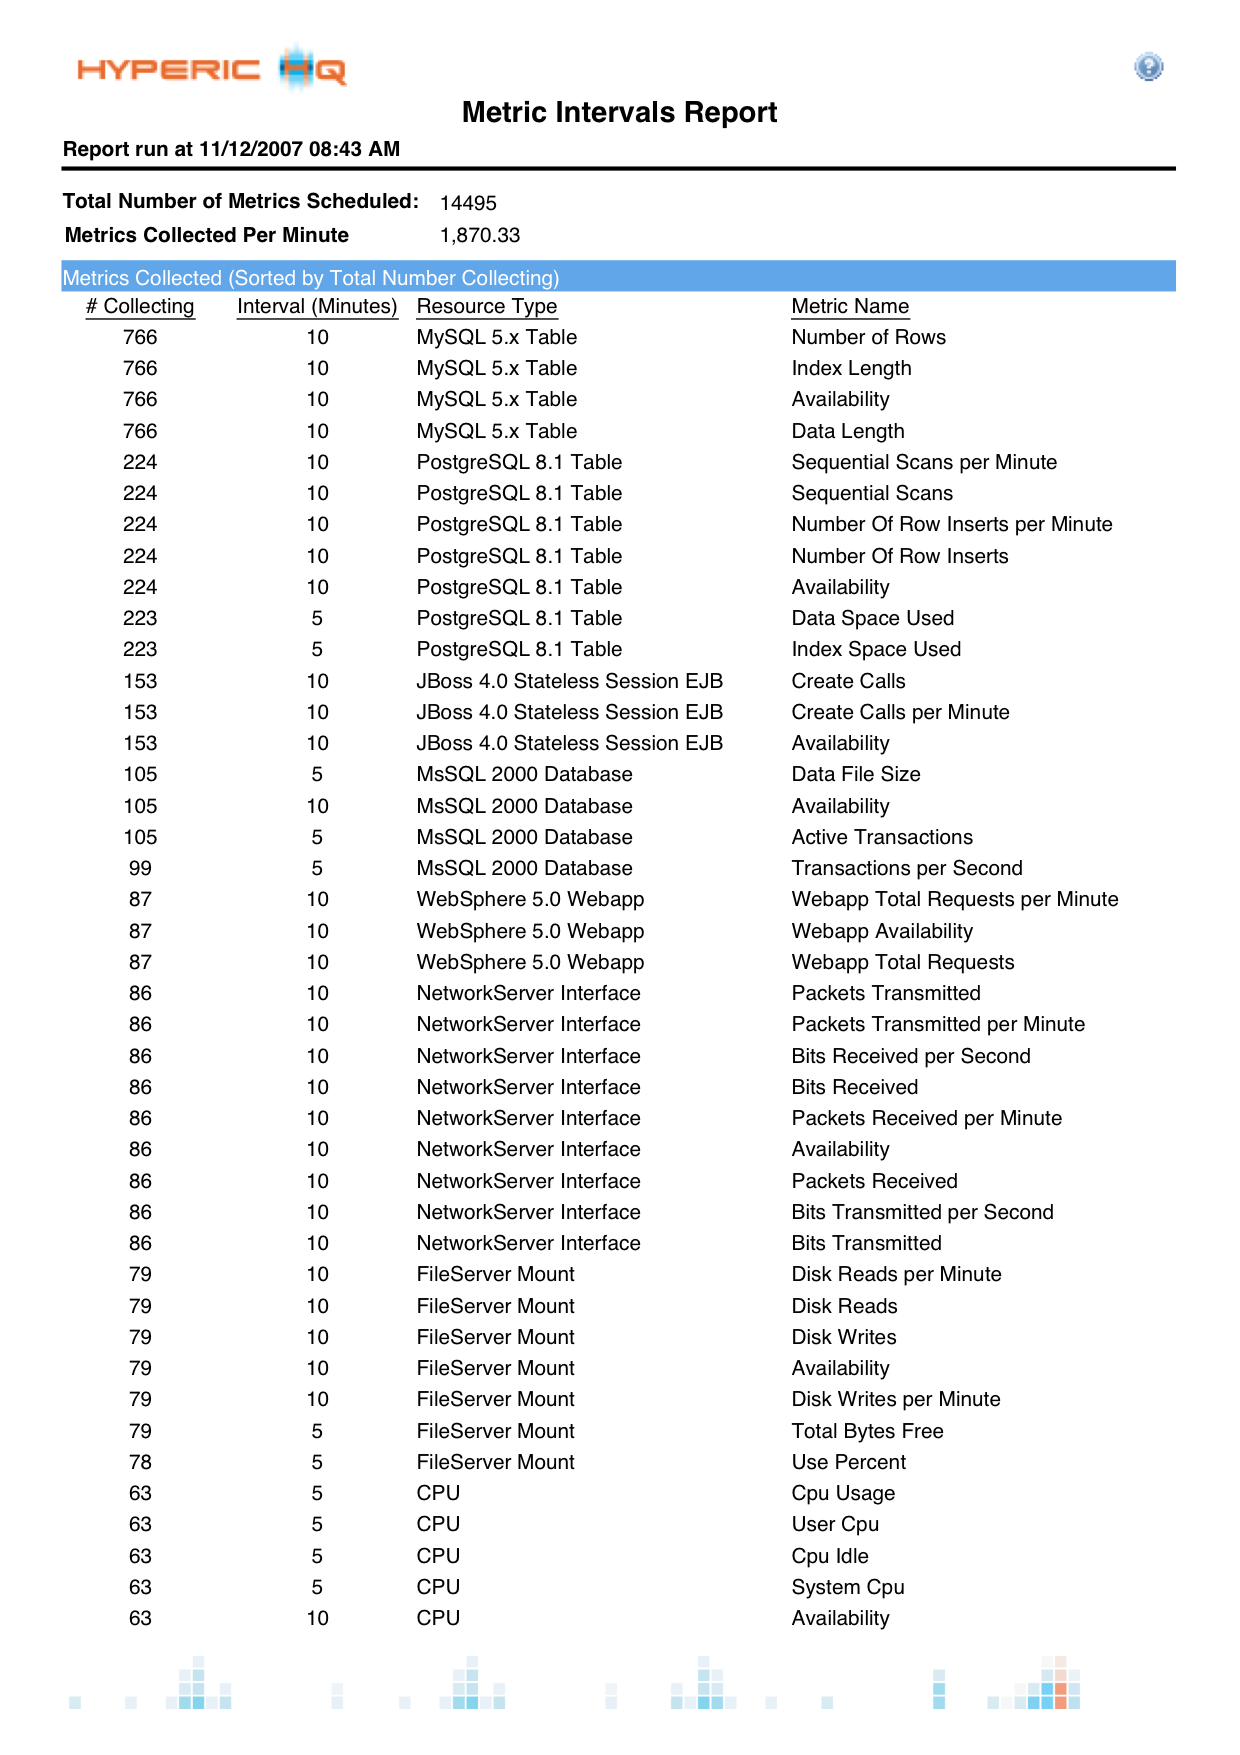 HYPERIC HQ
?
Metric Intervals Report
Report run at 11/12/2007 08:43 AM
Total Number of Metrics Scheduled: 14495
Metrics Collected Per Minute 1,870.33
Metrics Collected (Sorted by Total Number Collecting)
# Collecting Interval (Minutes) Resource Type Metric Name
766 10 MySQL 5.x Table Number of Rows
766 10 MySQL 5.x Table Index Length
766 10 MySQL 5.x Table Availability
766 10 MySQL 5.x Table Data Length
224 10 PostgreSQL 8.1 Table Sequential Scans per Minute
224 10 PostgreSQL 8.1 Table Sequential Scans
224 10 PostgreSQL 8.1 Table Number Of Row Inserts per Minute
224 10 PostgreSQL 8.1 Table Number Of Row Inserts
224 10 PostgreSQL 8.1 Table Availability
223 5 PostgreSQL 8.1 Table Data Space Used
223 5 PostgreSQL 8.1 Table Index Space Used
153 10 JBoss 4.0 Stateless Session EJB Create Calls
153 10 JBoss 4.0 Stateless Session EJB Create Calls per Minute
153 10 JBoss 4.0 Stateless Session EJB Availability
105 5 MsSQL 2000 Database Data File Size
105 10 MsSQL 2000 Database Availability
105 5 MsSQL 2000 Database Active Transactions
99 5 MsSQL 2000 Database Transactions per Second
87 10 WebSphere 5.0 Webapp Webapp Total Requests per Minute
87 10 WebSphere 5.0 Webapp Webapp Availability
87 10 WebSphere 5.0 Webapp Webapp Total Requests
86 10 NetworkServer Interface Packets Transmitted
86 10 NetworkServer Interface Packets Transmitted per Minute
86 10 NetworkServer Interface Bits Received per Second
86 10 NetworkServer Interface Bits Received
86 10 NetworkServer Interface Packets Received per Minute
86 10 NetworkServer Interface Availability
86 10 NetworkServer Interface Packets Received
86 10 NetworkServer Interface Bits Transmitted per Second
86 10 NetworkServer Interface Bits Transmitted
79 10 FileServer Mount Disk Reads per Minute
79 10 FileServer Mount Disk Reads
79 10 FileServer Mount Disk Writes
79 10 FileServer Mount Availability
79 10 FileServer Mount Disk Writes per Minute
79 5 FileServer Mount Total Bytes Free
78 5 FileServer Mount Use Percent
63 5 CPU Cpu Usage
63 5 CPU User Cpu
63 5 CPU Cpu Idle
63 5 CPU System Cpu
63 10 CPU Availability